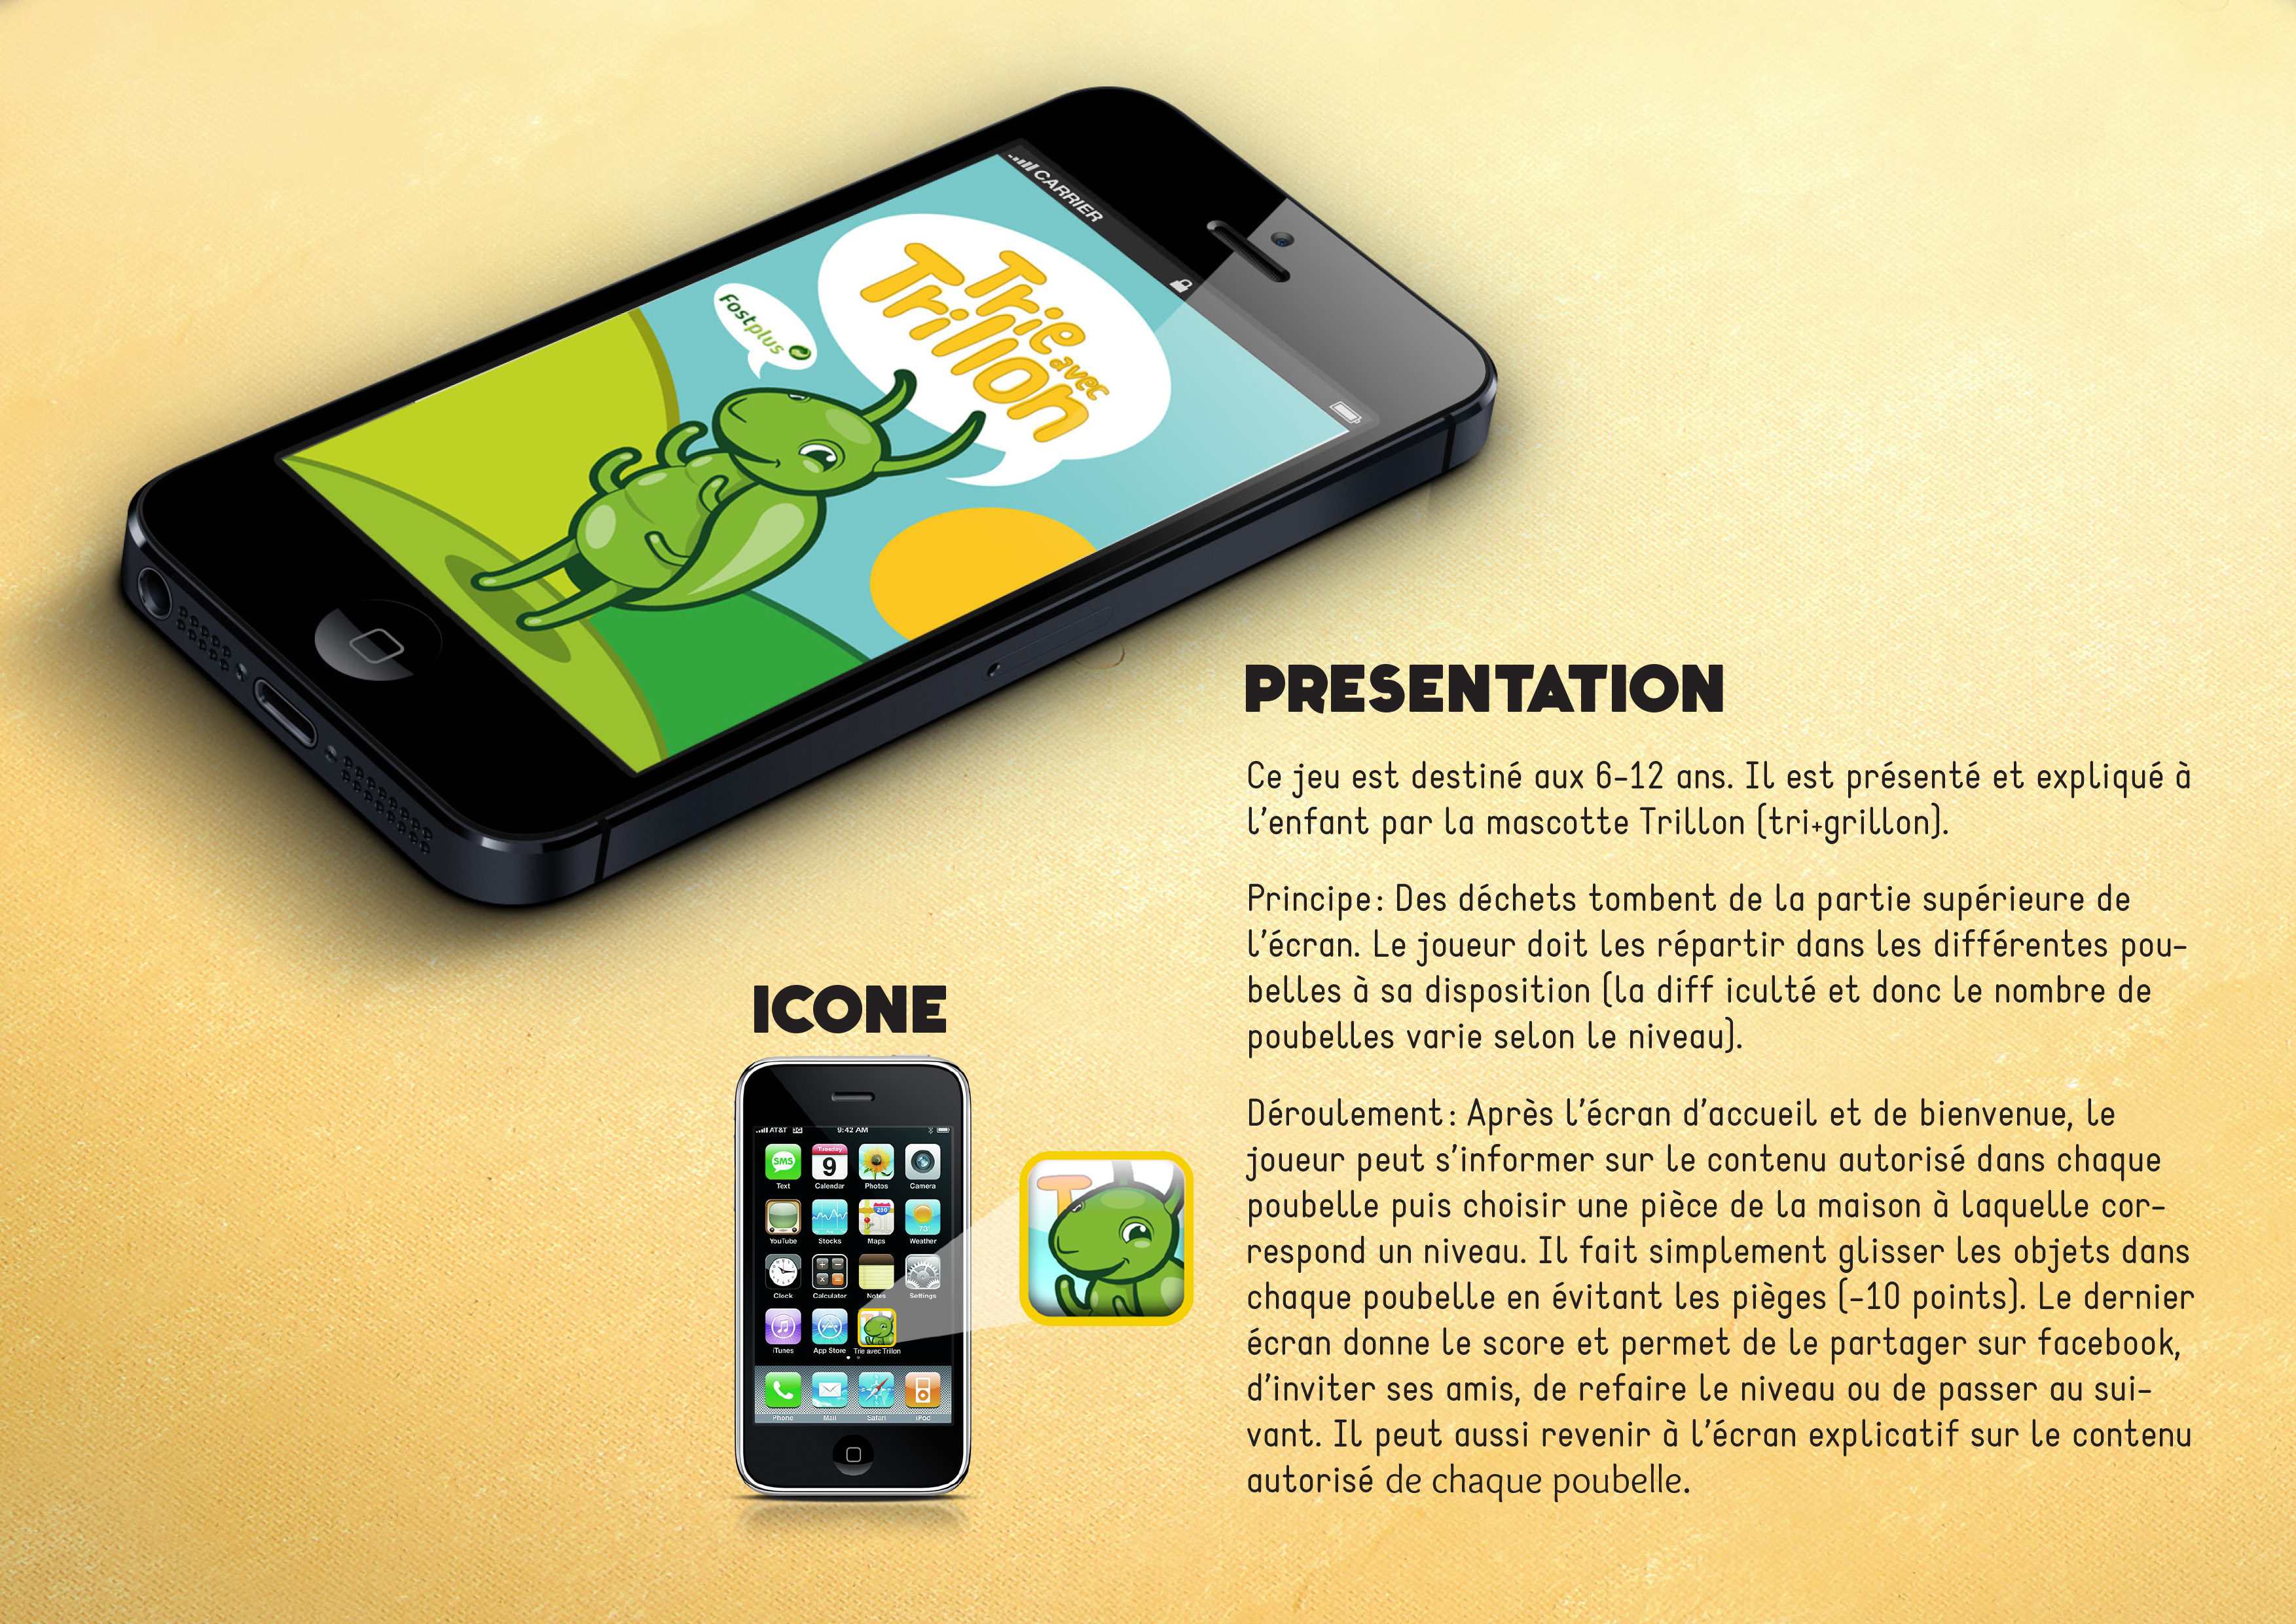 CARRIER
Trie
avec
Trillon
Fostplus
PRESENTATION
Ce jeu est destiné aux 6-12 ans. Il est présenté et expliqué à
l'enfant par la mascotte Trillon (tri+grillon).
Principe: Des déchets tombent de la partie supérieure de
l'écran. Le joueur doit les répartir dans les différentes pou-
belles à sa disposition (la diff iculté et donc le nombre de
poubelles varie selon le niveau).
Déroulement: Après l'écran d'accueil et de bienvenue, le
joueur peut s'informer sur le contenu autorisé dans chaque
poubelle puis choisir une pièce de la maison à laquelle cor-
respond un niveau. Il fait simplement glisser les objets dans
chaque poubelle en évitant les pièges (-10 points). Le dernier
écran donne le score et permet de le partager sur facebook,
d'inviter ses amis, de refaire le niveau ou de passer au sui-
vant. Il peut aussi revenir à l'écran explicatif sur le contenu
autorisé de chaque poubelle.
ICONE
AT&T 3G 9:42 AM
SMS Tuesday 9 280 73°
Text Calendar Photos Camera
YouTube Stocks Maps Weather
Clock Calculator Notes Settings
iTunes App Store Trie avec Trillon
Phone Mail Safari iPod
T